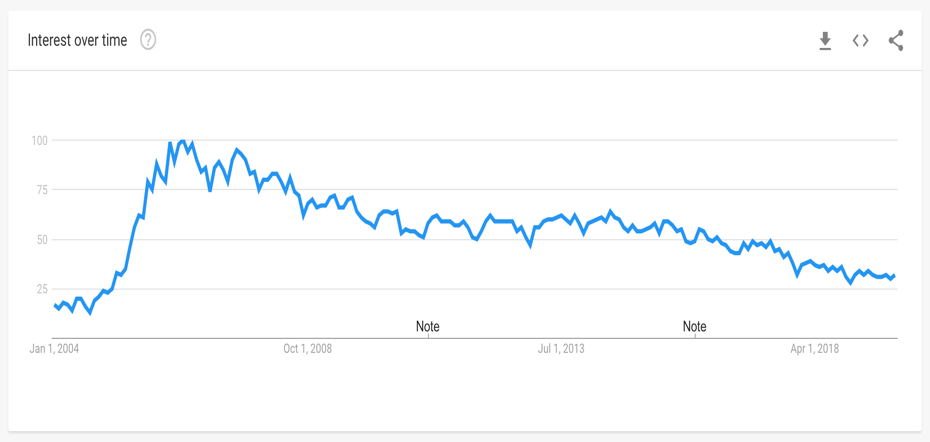 Interest over time
100
75
50
25
Note Note
Jan 1, 2004 Oct 1, 2008 Jul 1, 2013 Apr 1, 2018